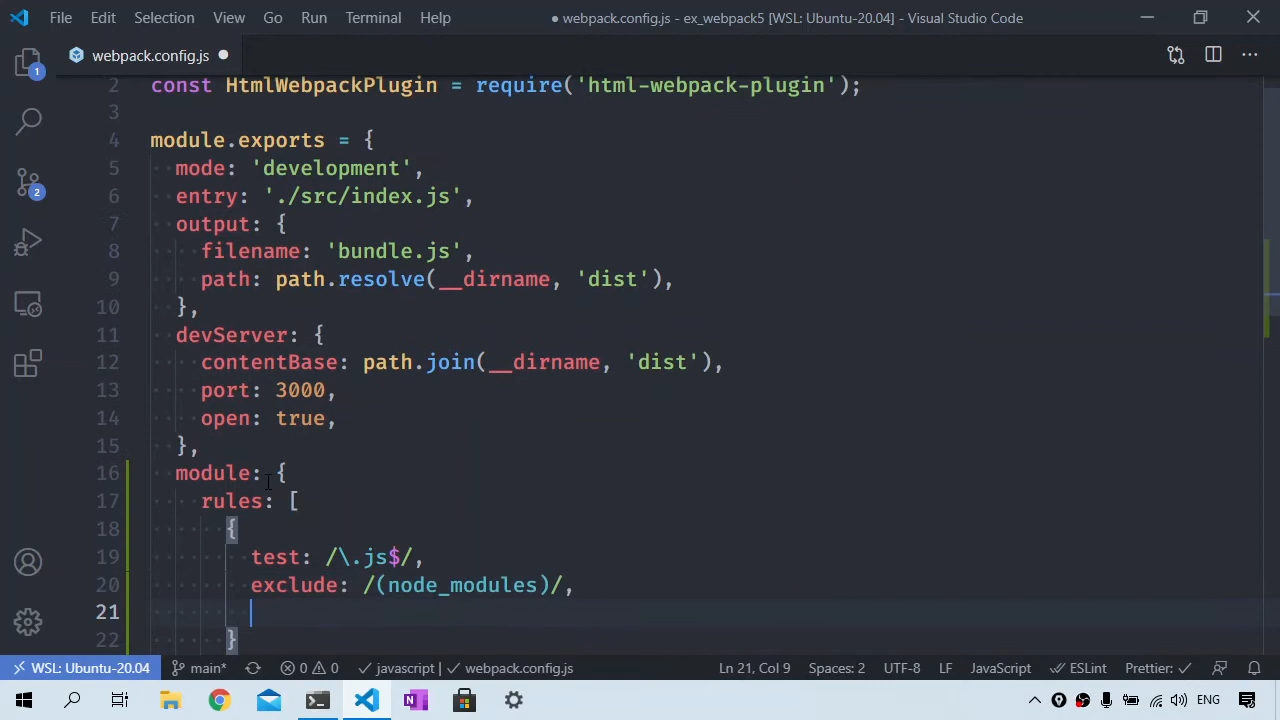 File Edit Selection View Go Run Terminal Help ● webpack.config.js - ex_webpack5 [WSL: Ubuntu-20.04] - Visual Studio Code
webpack.config.js
1
2 const HtmlWebpackPlugin = require('html-webpack-plugin');
3
4 module.exports = {
5 mode: 'development',
6 entry: './src/index.js',
7 output: {
8 filename: 'bundle.js',
9 path: path.resolve(__dirname, 'dist'),
10 },
11 devServer: {
12 contentBase: path.join(__dirname, 'dist'),
13 port: 3000,
14 open: true,
15 },
16 module: {
17 rules: [
18 {
19 test: /\.js$/,
20 exclude: /(node_modules)/,
21
22 }
2
WSL: Ubuntu-20.04 main* 0 0 javascript | webpack.config.js Ln 21, Col 9 Spaces: 2 UTF-8 LF JavaScript ESLint Prettier: ✓
ENG